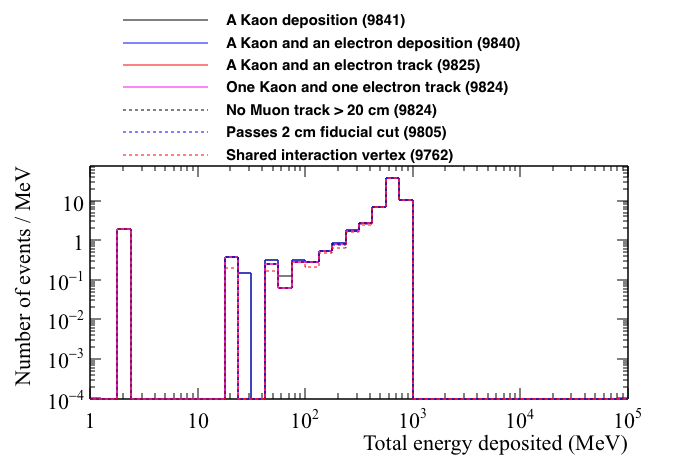 A Kaon deposition (9841)
A Kaon and an electron deposition (9840)
A Kaon and an electron track (9825)
One Kaon and one electron track (9824)
No Muon track > 20 cm (9824)
Passes 2 cm fiducial cut (9805)
Shared interaction vertex (9762)
Number of events / MeV
10
1
10⁻¹
10⁻²
10⁻³
10⁻⁴
1 10 10² 10³ 10⁴ 10⁵
Total energy deposited (MeV)